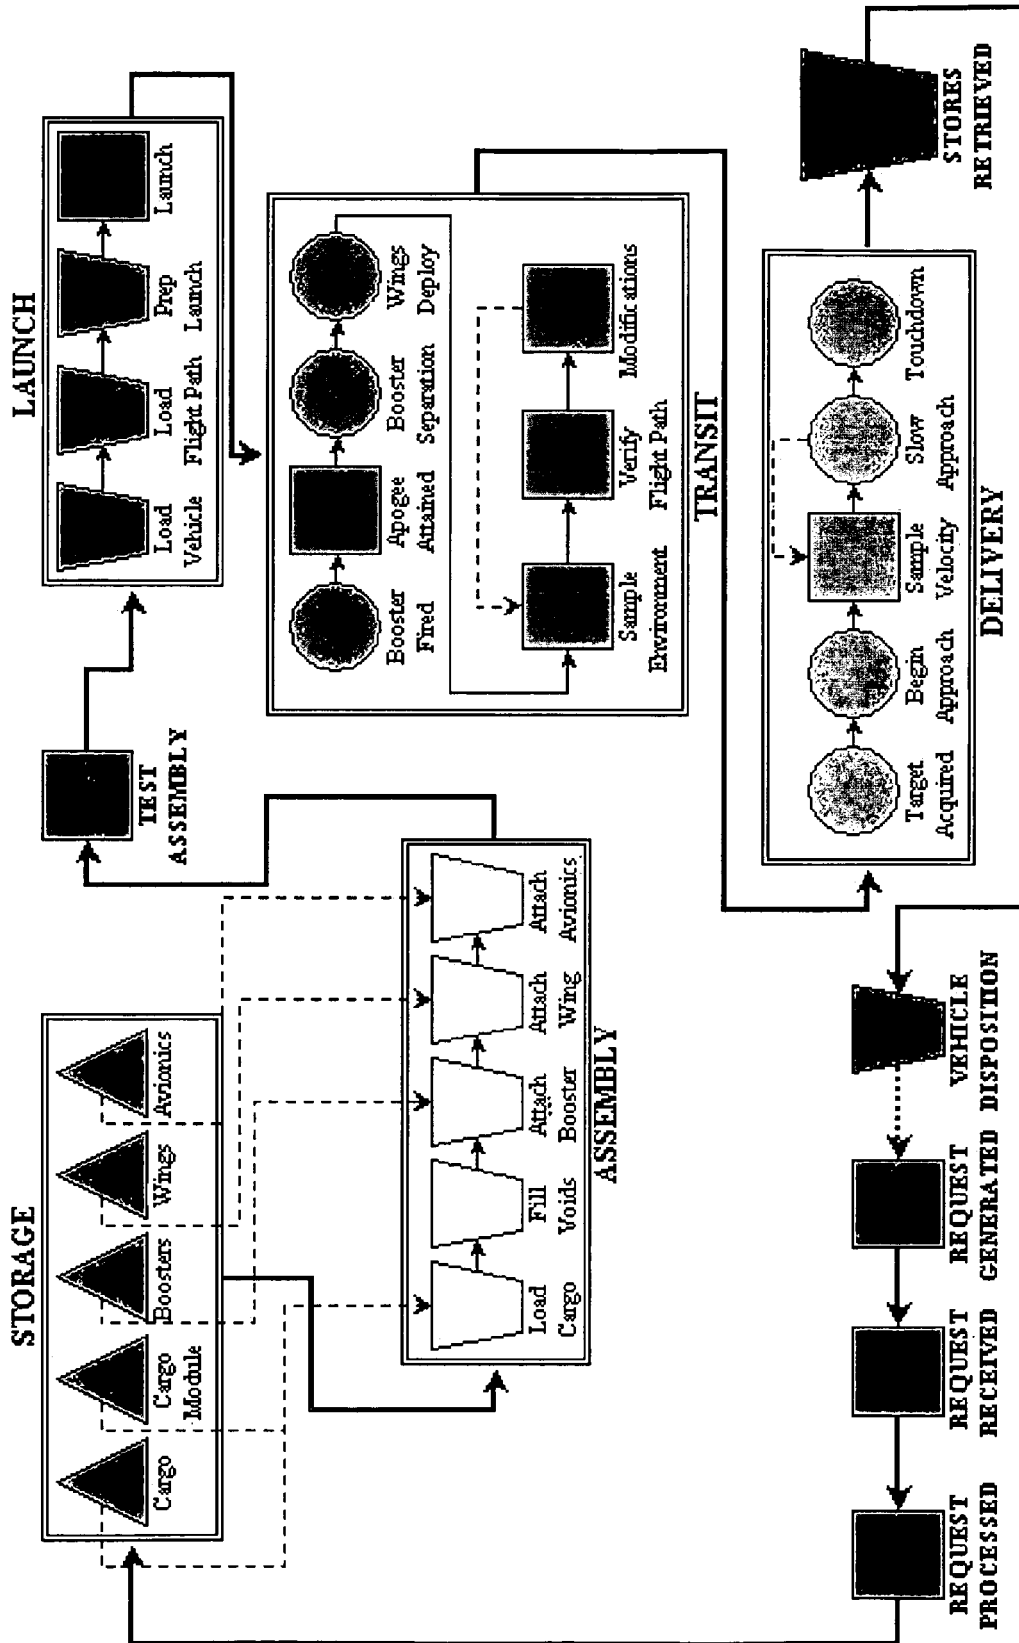 STORAGE
Cargo
Cargo
Module
Boosters
Wings
Avionics
TEST
ASSEMBLY
LAUNCH
Load
Vehicle
Load
Flight Path
Prep
Launch
Launch
Load
Cargo
Fill
Voids
Attach
Booster
Attach
Wing
Attach
Avionics
ASSEMBLY
Booster
Fired
Apogee
Attained
Booster
Separation
Wings
Deploy
Sample
Environment
Verify
Flight Path
Modifications
TRANSIT
REQUEST
PROCESSED
REQUEST
RECEIVED
REQUEST
GENERATED
VEHICLE
DISPOSITION
Target
Acquired
Begin
Approach
Sample
Velocity
Slow
Approach
Touchdown
DELIVERY
STORES
RETRIEVED